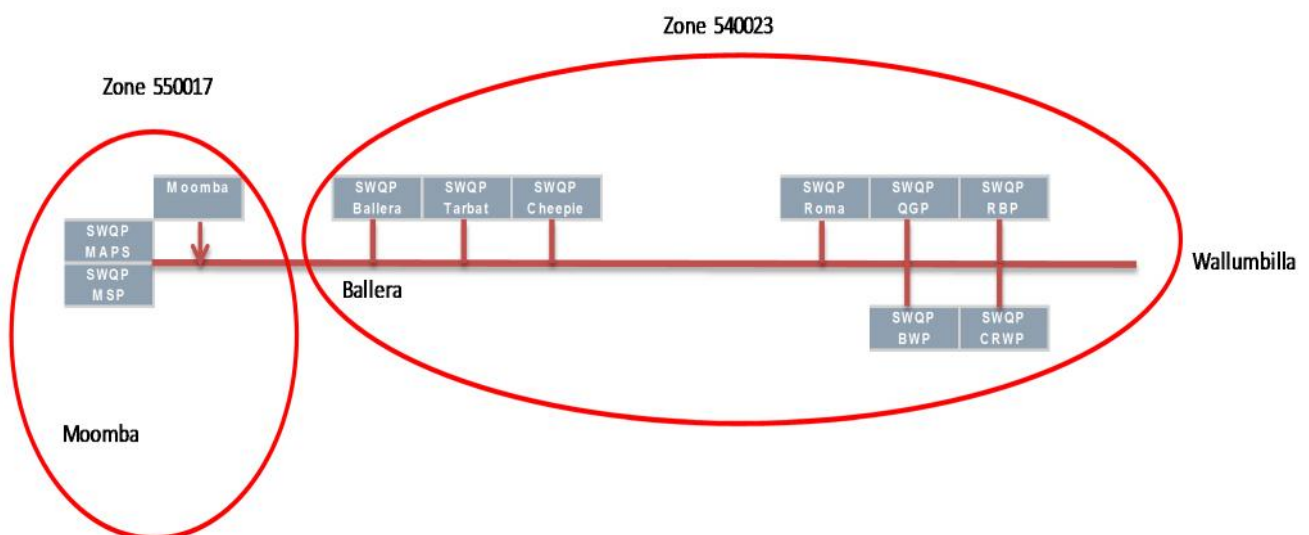 Zone 540023
Zone 550017
Moomba
SWQP
MAPS
SWQP
MSP
SWQP
Ballera
SWQP
Tarbat
SWQP
Cheepie
SWQP
Roma
SWQP
QGP
SWQP
RBP
Ballera
Wallumbilla
SWQP
BWP
SWQP
CRWP
Moomba